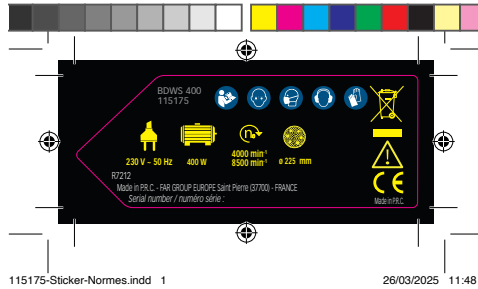 BDWS 400
115175
n
230 V ~ 50 Hz
400 W
4000 min⁻¹
8500 min⁻¹
ø 225 mm
R7212
Made in P.R.C. - FAR GROUP EUROPE Saint Pierre (37700) - FRANCE
Serial number / numéro série :
CE
Made in P.R.C.
115175-Sticker-Normes.indd 1
26/03/2025 11:48